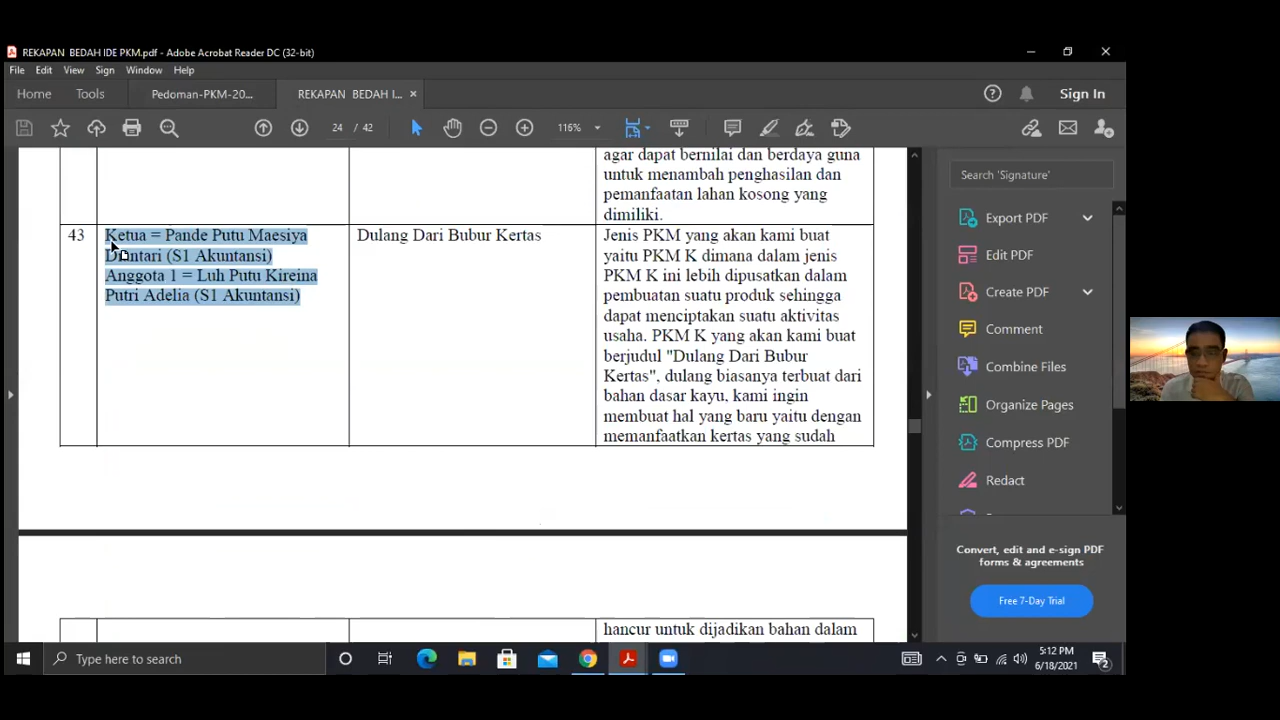 REKAPAN BEDAH IDE PKM.pdf - Adobe Acrobat Reader DC (32-bit)
File Edit View Sign Window Help
Home Tools Pedoman-PKM-20... REKAPAN BEDAH I... × Sign In
24 / 42 116%
agar dapat bernilai dan berdaya guna
untuk menambah penghasilan dan
pemanfaatan lahan kosong yang
dimiliki.
43
Ketua = Pande Putu Maesiya
Diantari (S1 Akuntansi)
Anggota 1 = Luh Putu Kireina
Putri Adelia (S1 Akuntansi)
Dulang Dari Bubur Kertas
Jenis PKM yang akan kami buat
yaitu PKM K dimana dalam jenis
PKM K ini lebih dipusatkan dalam
pembuatan suatu produk sehingga
dapat menciptakan suatu aktivitas
usaha. PKM K yang akan kami buat
berjudul "Dulang Dari Bubur
Kertas", dulang biasanya terbuat dari
bahan dasar kayu, kami ingin
membuat hal yang baru yaitu dengan
memanfaatkan kertas yang sudah
hancur untuk dijadikan bahan dalam
Search 'Signature'
Export PDF
Edit PDF
Create PDF
Comment
Combine Files
Organize Pages
Compress PDF
Redact
Convert, edit and e-sign PDF
forms & agreements
Free 7-Day Trial
Type here to search
5:12 PM
6/18/2021
2